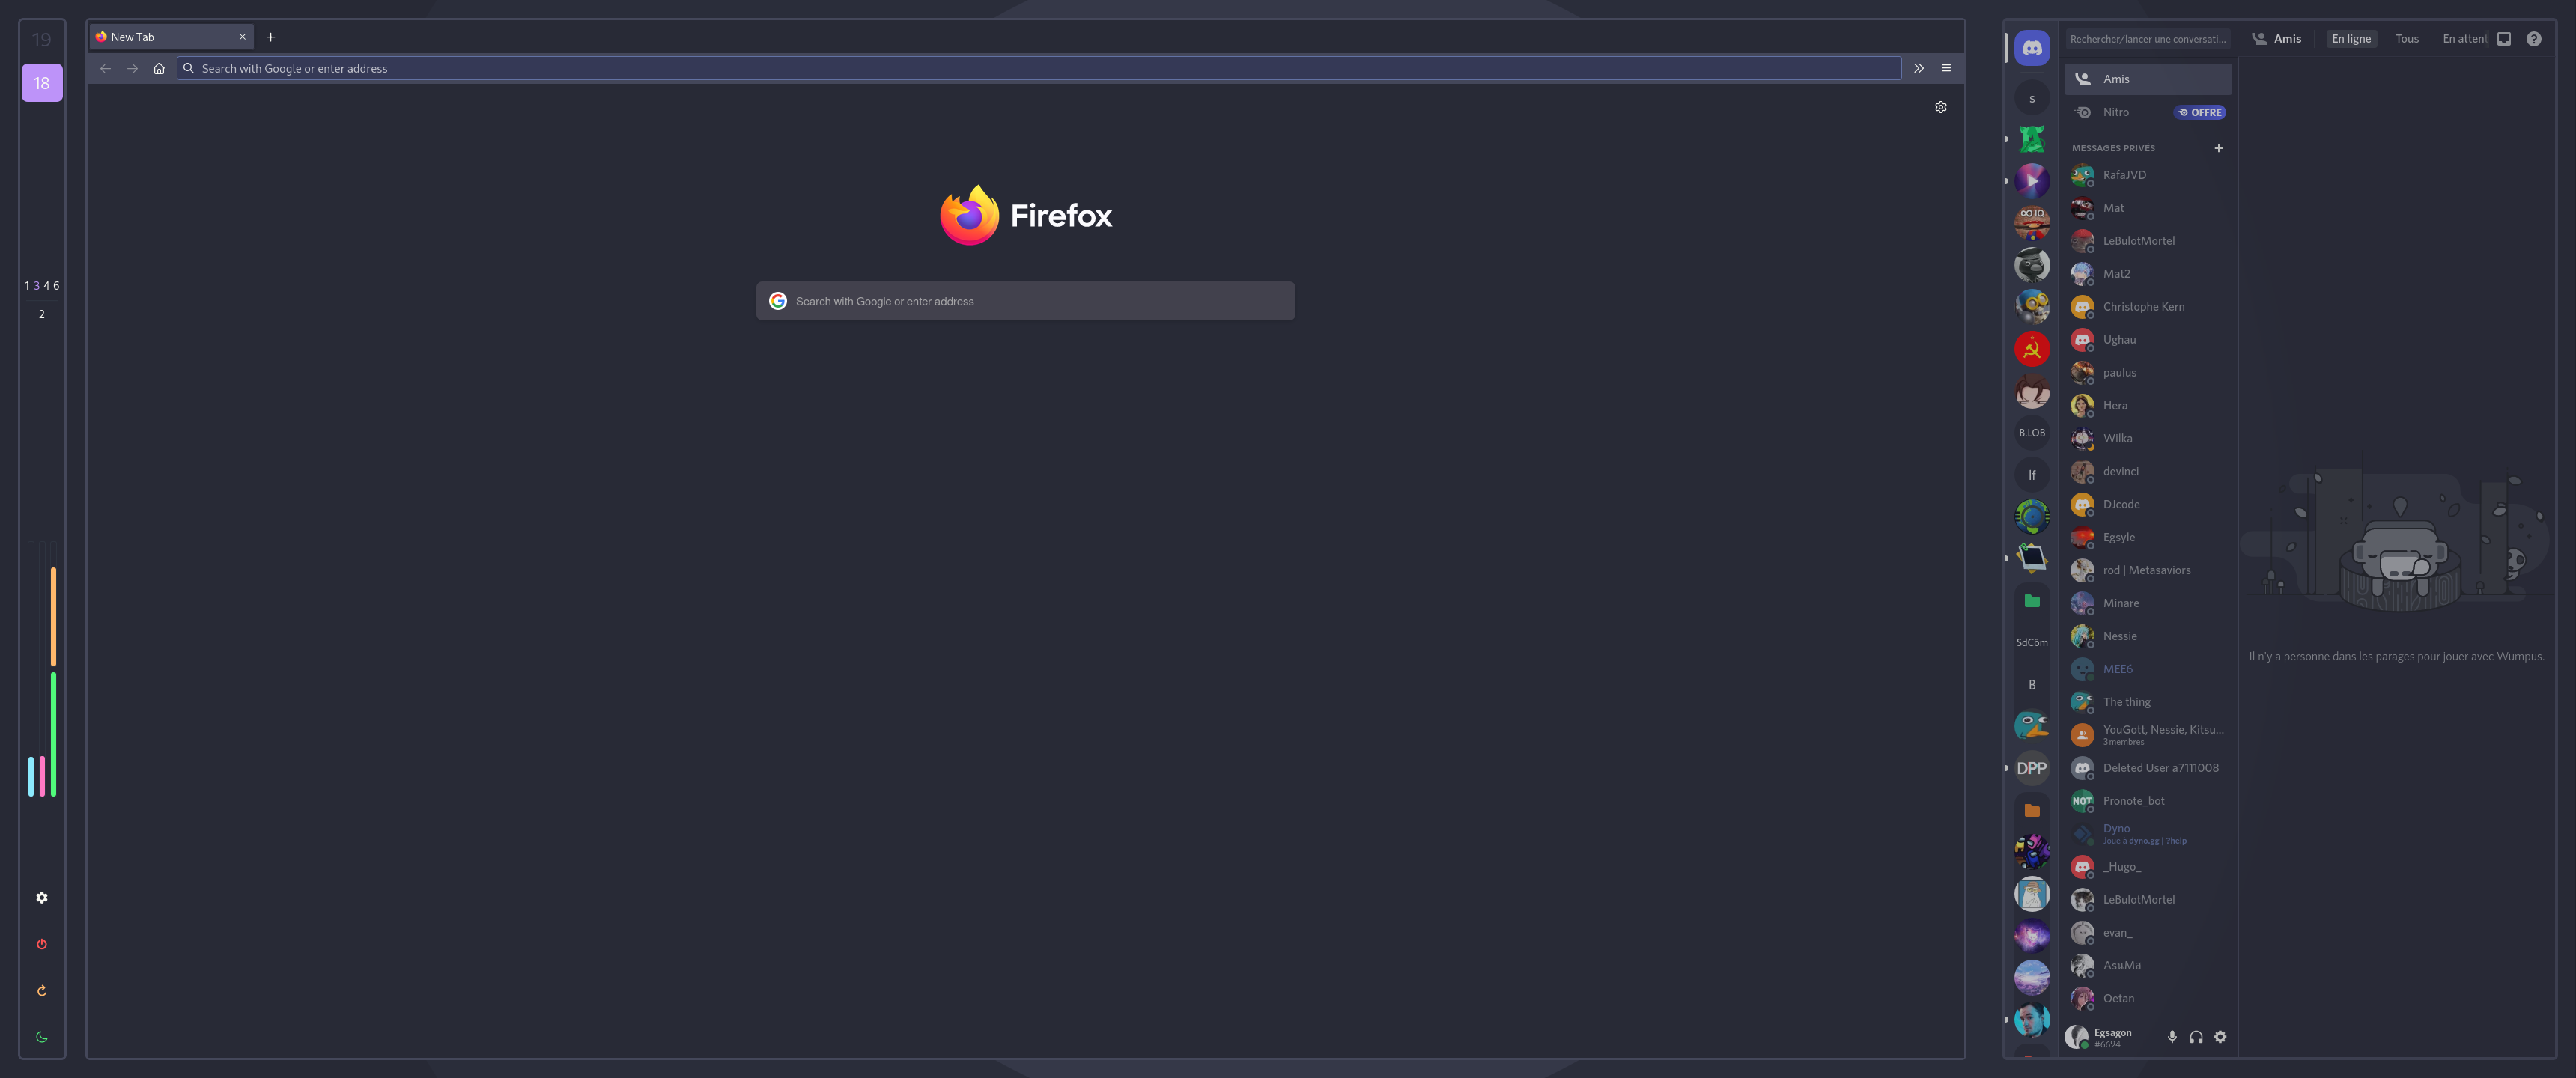 19
18
1 3 4 6
2
New Tab
Search with Google or enter address
Firefox
Search with Google or enter address
s
∞ IQ
B.LOB
lf
SdCôm
B
DPP
Rechercher/lancer une conversati...
Amis
Nitro
OFFRE
MESSAGES PRIVÉS
RafaJVD
Mat
LeBulotMortel
Mat2
Christophe Kern
Ughau
paulus
Hera
Wilka
devinci
DJcode
Egsyle
rod | Metasaviors
Minare
Nessie
MEE6
The thing
YouGott, Nessie, Kitsu...
3 membres
Deleted User a7111008
NOT
Pronote_bot
Dyno
Joue à dyno.gg | ?help
_Hugo_
LeBulotMortel
evan_
AsuMa
Oetan
Egsagon
#6694
Amis
En ligne
Tous
En attent
Il n'y a personne dans les parages pour jouer avec Wumpus.